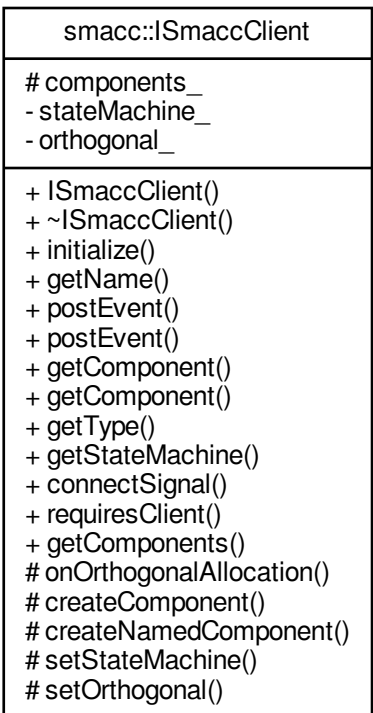 smacc::ISmaccClient
# components_
- stateMachine_
- orthogonal_
+ ISmaccClient()
+ ~ISmaccClient()
+ initialize()
+ getName()
+ postEvent()
+ postEvent()
+ getComponent()
+ getComponent()
+ getType()
+ getStateMachine()
+ connectSignal()
+ requiresClient()
+ getComponents()
# onOrthogonalAllocation()
# createComponent()
# createNamedComponent()
# setStateMachine()
# setOrthogonal()